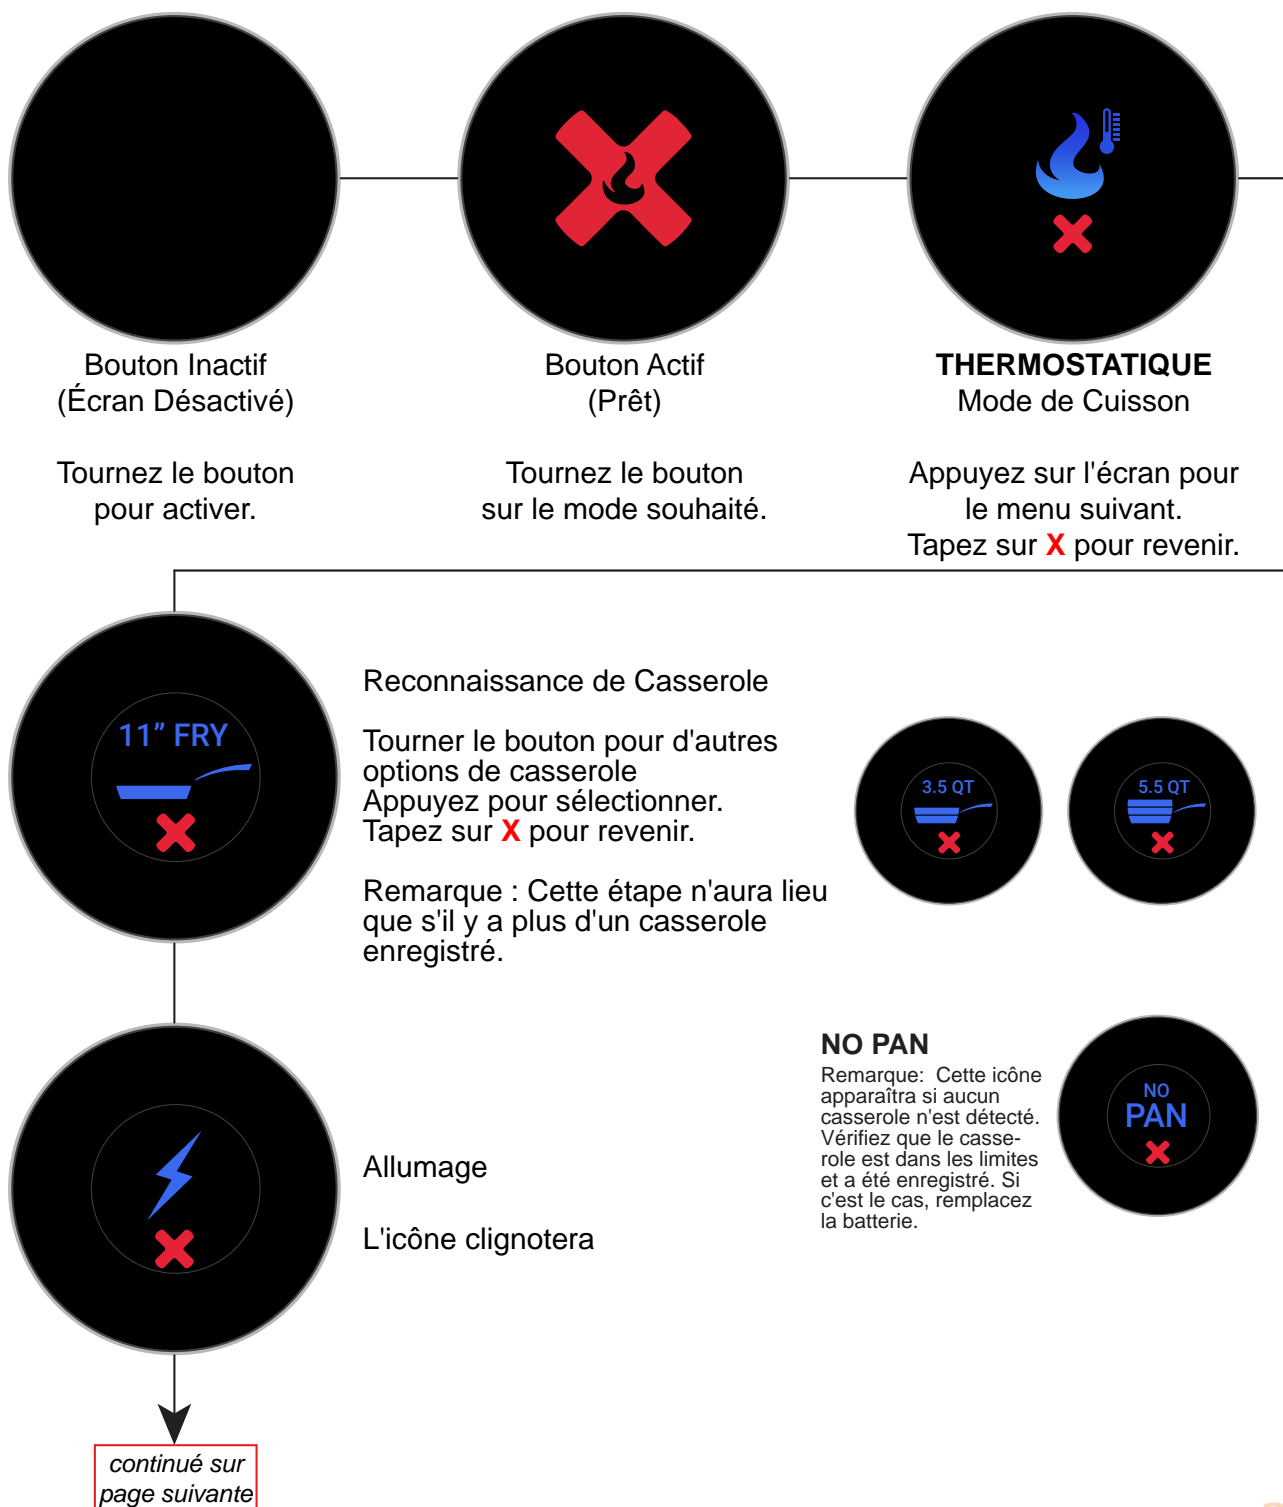 Bouton Inactif
(Écran Désactivé)
Tournez le bouton
pour activer.
Bouton Actif
(Prêt)
Tournez le bouton
sur le mode souhaité.
THERMOSTATIQUE
Mode de Cuisson
Appuyez sur l'écran pour
le menu suivant.
Tapez sur X pour revenir.
11” FRY
Reconnaissance de Casserole
Tourner le bouton pour d'autres
options de casserole
Appuyez pour sélectionner.
Tapez sur X pour revenir.
Remarque : Cette étape n'aura lieu
que s'il y a plus d'un casserole
enregistré.
3.5 QT
5.5 QT
Allumage
L'icône clignotera
NO PAN
Remarque: Cette icône
apparaîtra si aucun
casserole n'est détecté.
Vérifiez que le casse-
role est dans les limites
et a été enregistré. Si
c'est le cas, remplacez
la batterie.
NO
PAN
continué sur
page suivante